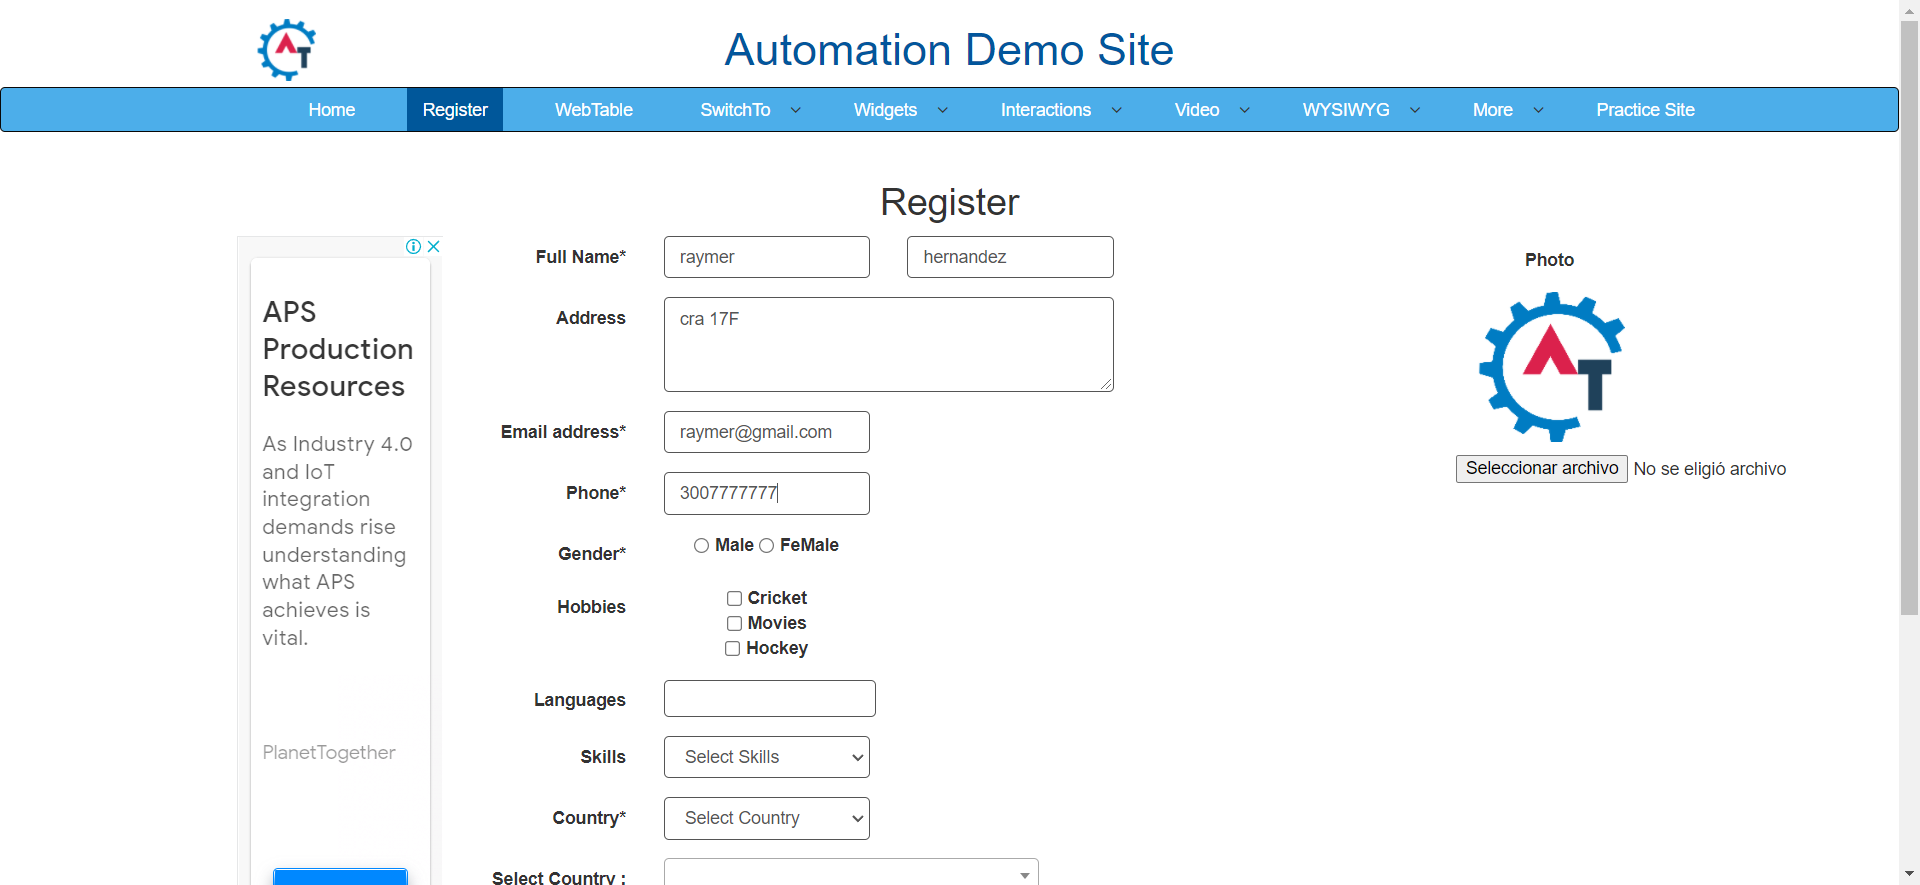 AT
Automation Demo Site
Home Register WebTable SwitchTo Widgets Interactions Video WYSIWYG More Practice Site
Register
APS
Production
Resources
As Industry 4.0
and IoT
integration
demands rise
understanding
what APS
achieves is
vital.
PlanetTogether
Full Name* raymer hernandez
Address cra 17F
Email address* raymer@gmail.com
Phone* 3007777777
Gender* Male FeMale
Hobbies Cricket
Movies
Hockey
Languages
Skills Select Skills
Country* Select Country
Select Country :
Photo
AT
Seleccionar archivo No se eligió archivo